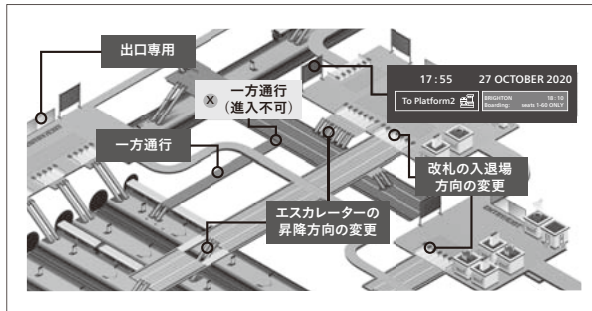 出口専用
一方通行
(進入不可)
X
一方通行
17:55 27 OCTOBER 2020
To Platform2
BRIGHTON 18:10
Boarding: seats 1-60 ONLY
改札の入退場
方向の変更
エスカレーターの
昇降方向の変更